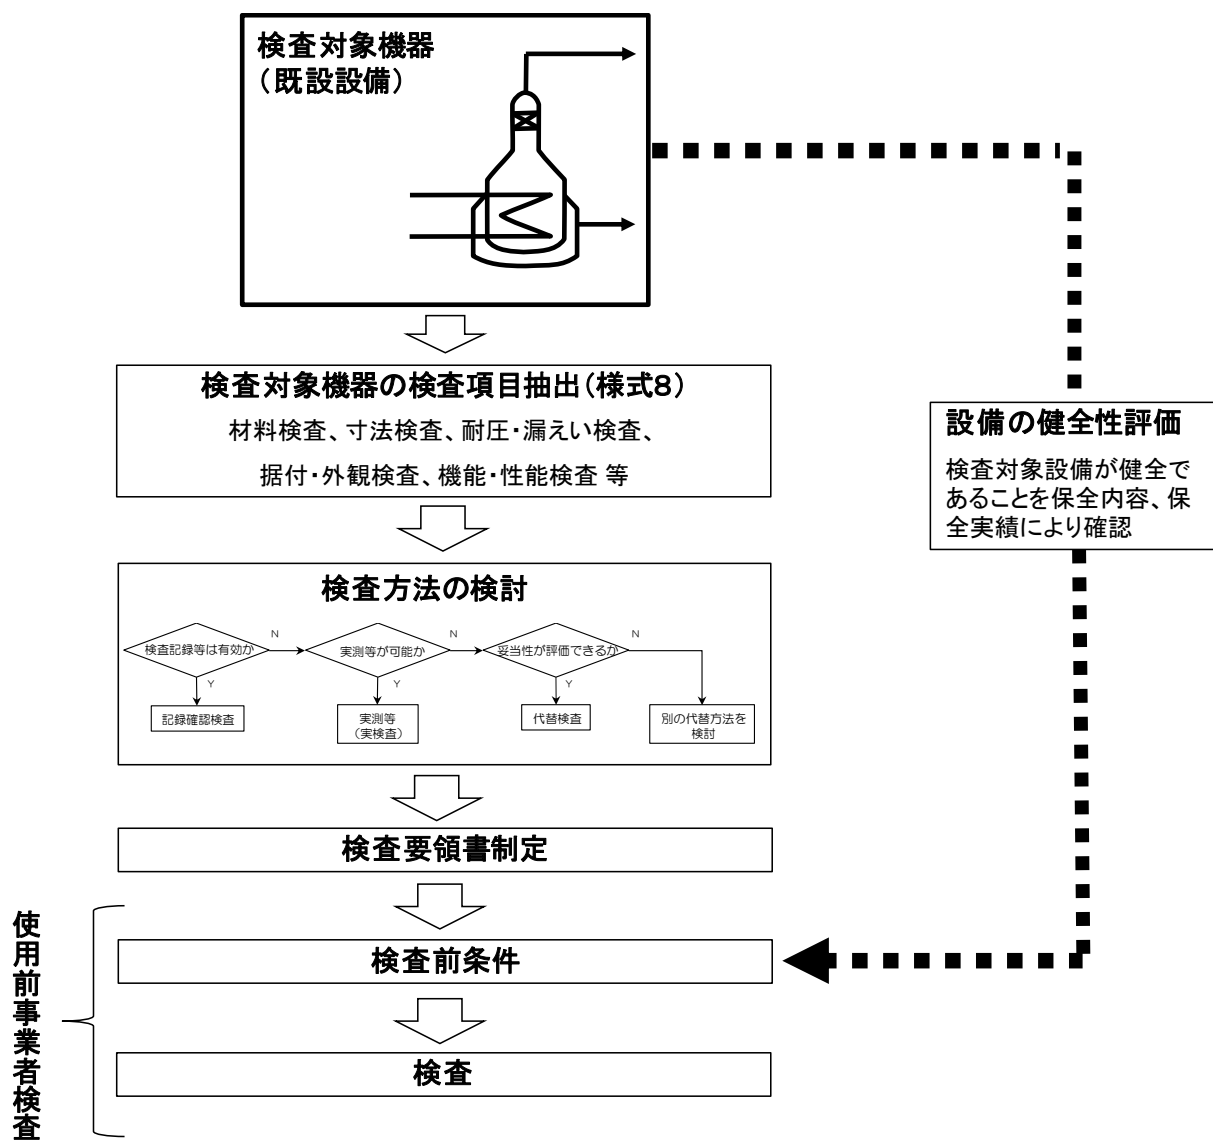 検査対象機器
（既設設備）
検査対象機器の検査項目抽出（様式8）
材料検査、寸法検査、耐圧・漏えい検査、
据付・外観検査、機能・性能検査 等
設備の健全性評価
検査対象設備が健全で
あることを保全内容、保
全実績により確認
検査方法の検討
検査記録等は有効か
N
実測等が可能か
N
妥当性が評価できるか
N
Y
Y
Y
記録確認検査
実測等
（実検査）
代替検査
別の代替方法を
検討
検査要領書制定
使用前事業者検査
検査前条件
検査